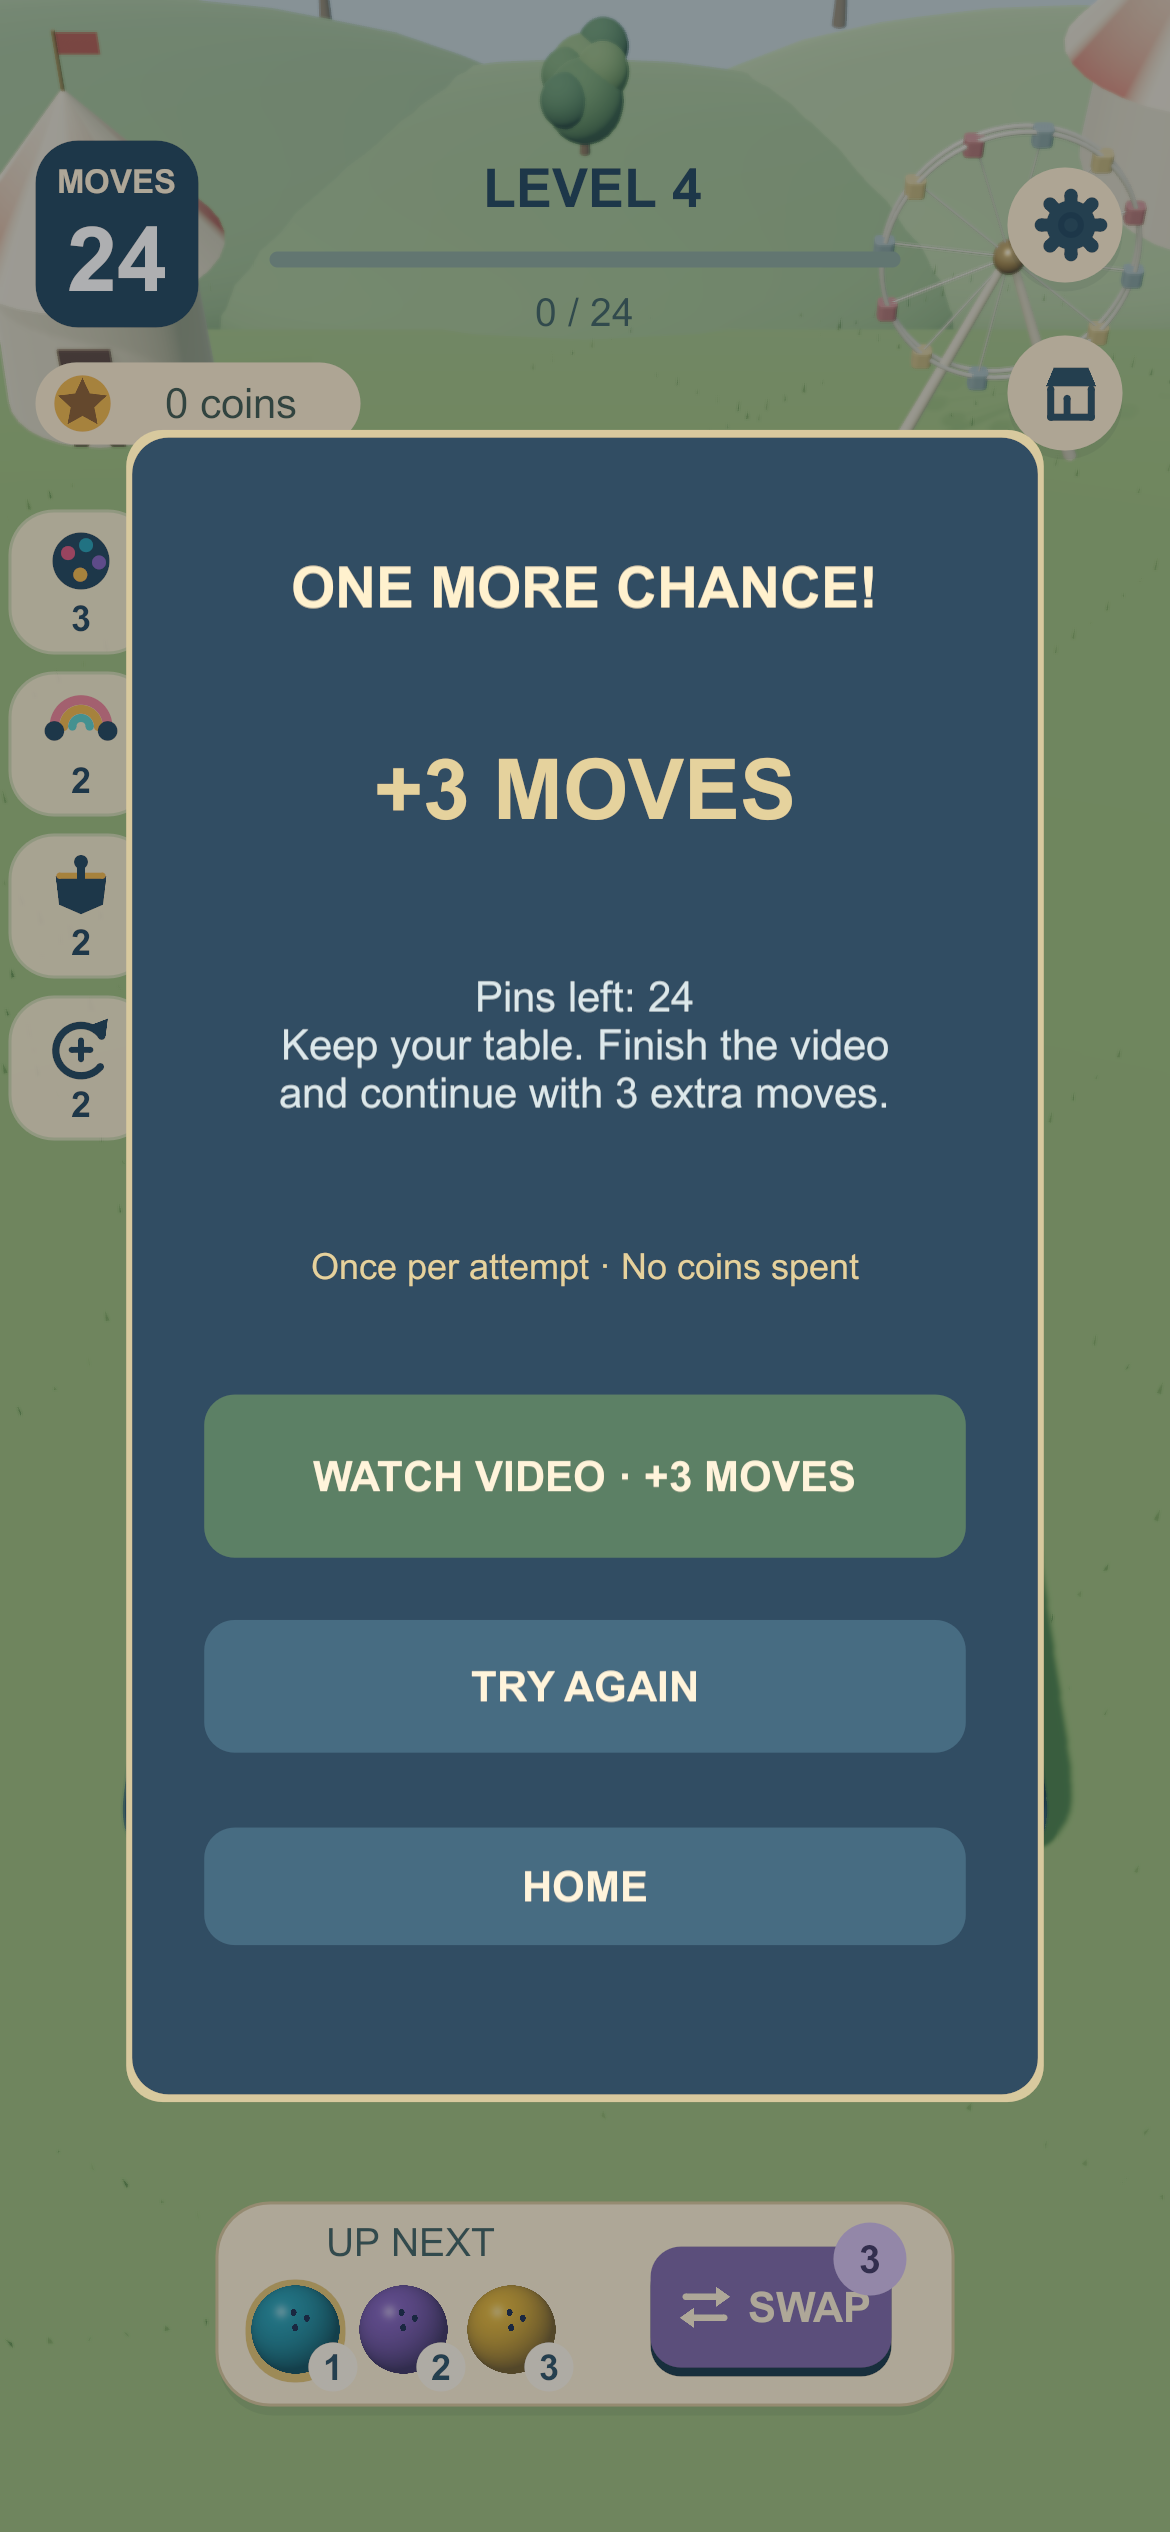 MOVES
24
LEVEL 4
0 / 24
0 coins
3
2
2
2
ONE MORE CHANCE!
+3 MOVES
Pins left: 24
Keep your table. Finish the video
and continue with 3 extra moves.
Once per attempt · No coins spent
WATCH VIDEO · +3 MOVES
TRY AGAIN
HOME
UP NEXT
1
2
3
SWAP
3